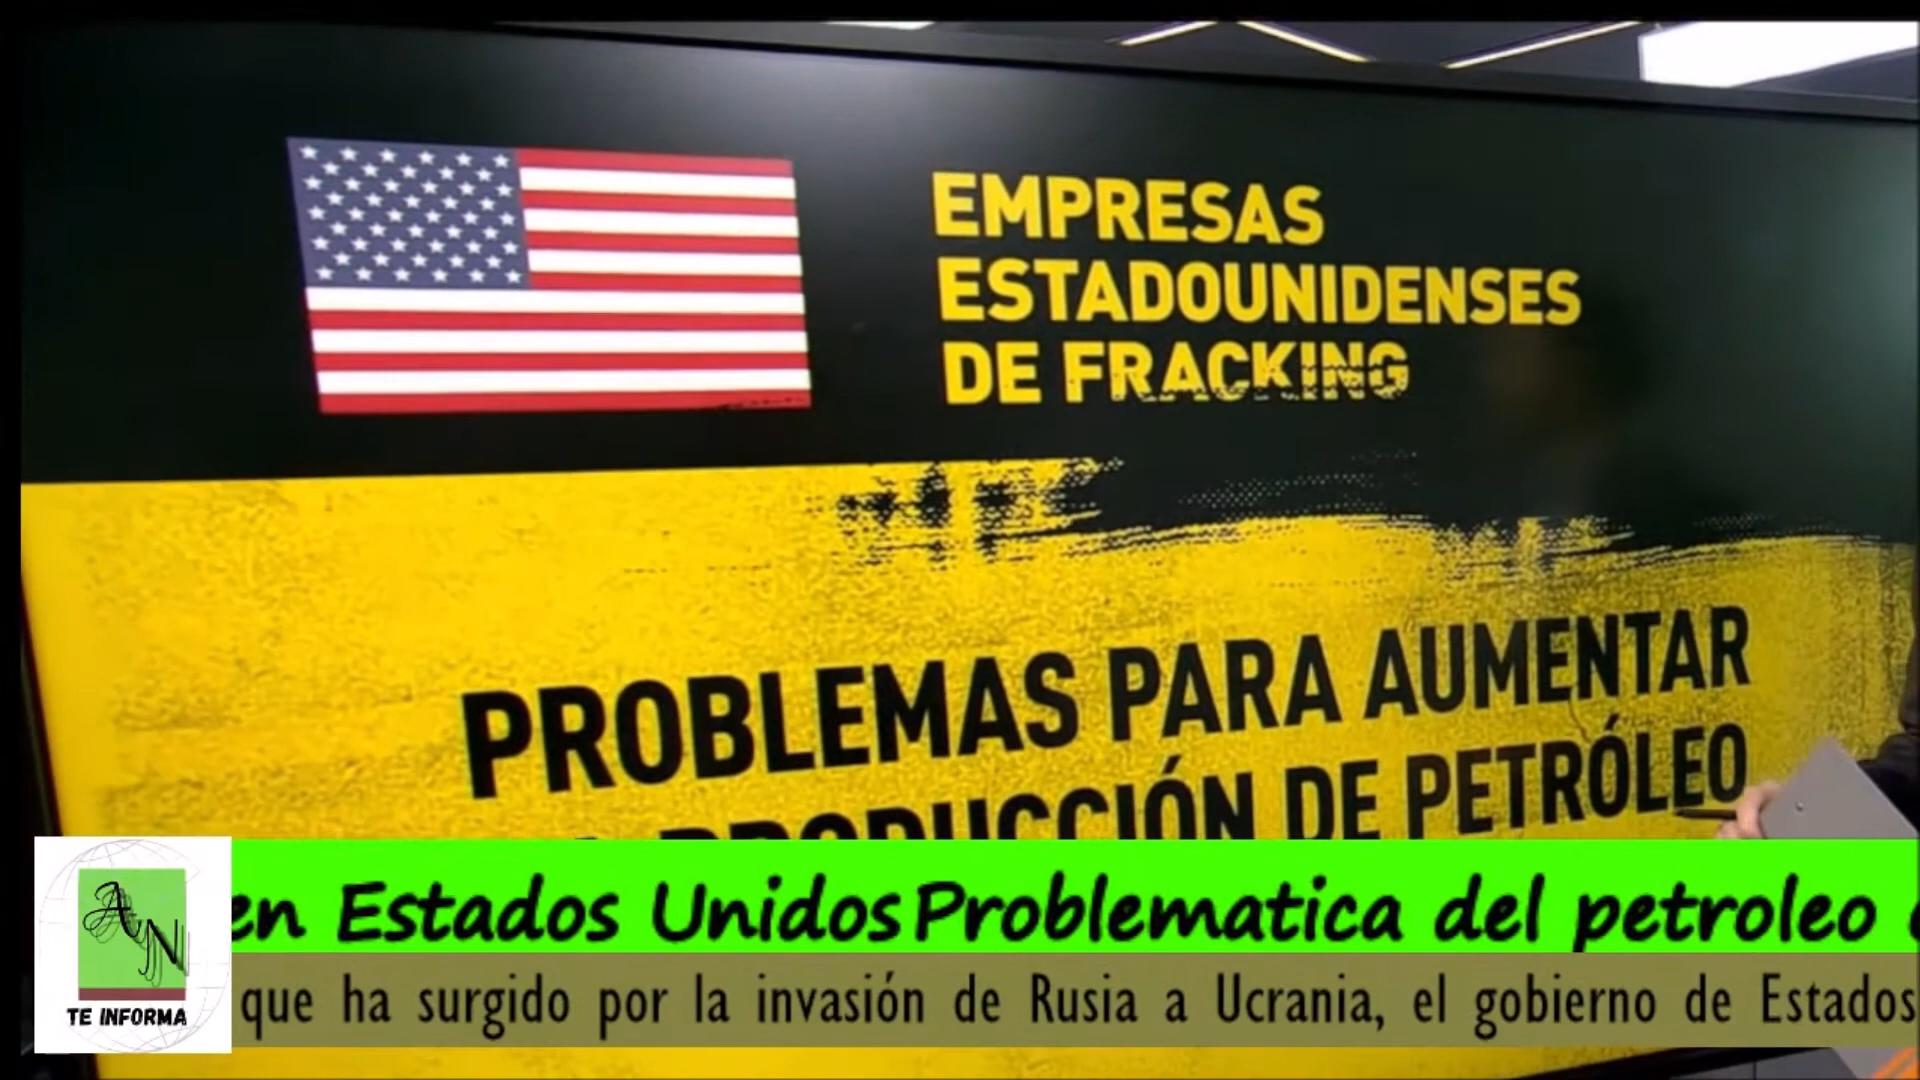 EMPRESAS
ESTADOUNIDENSES
DE FRACKING
PROBLEMAS PARA AUMENTAR
PRODUCCIÓN DE PETRÓLEO
en Estados Unidos Problematica del petroleo
que ha surgido por la invasión de Rusia a Ucrania, el gobierno de Estados
AN
TE INFORMA